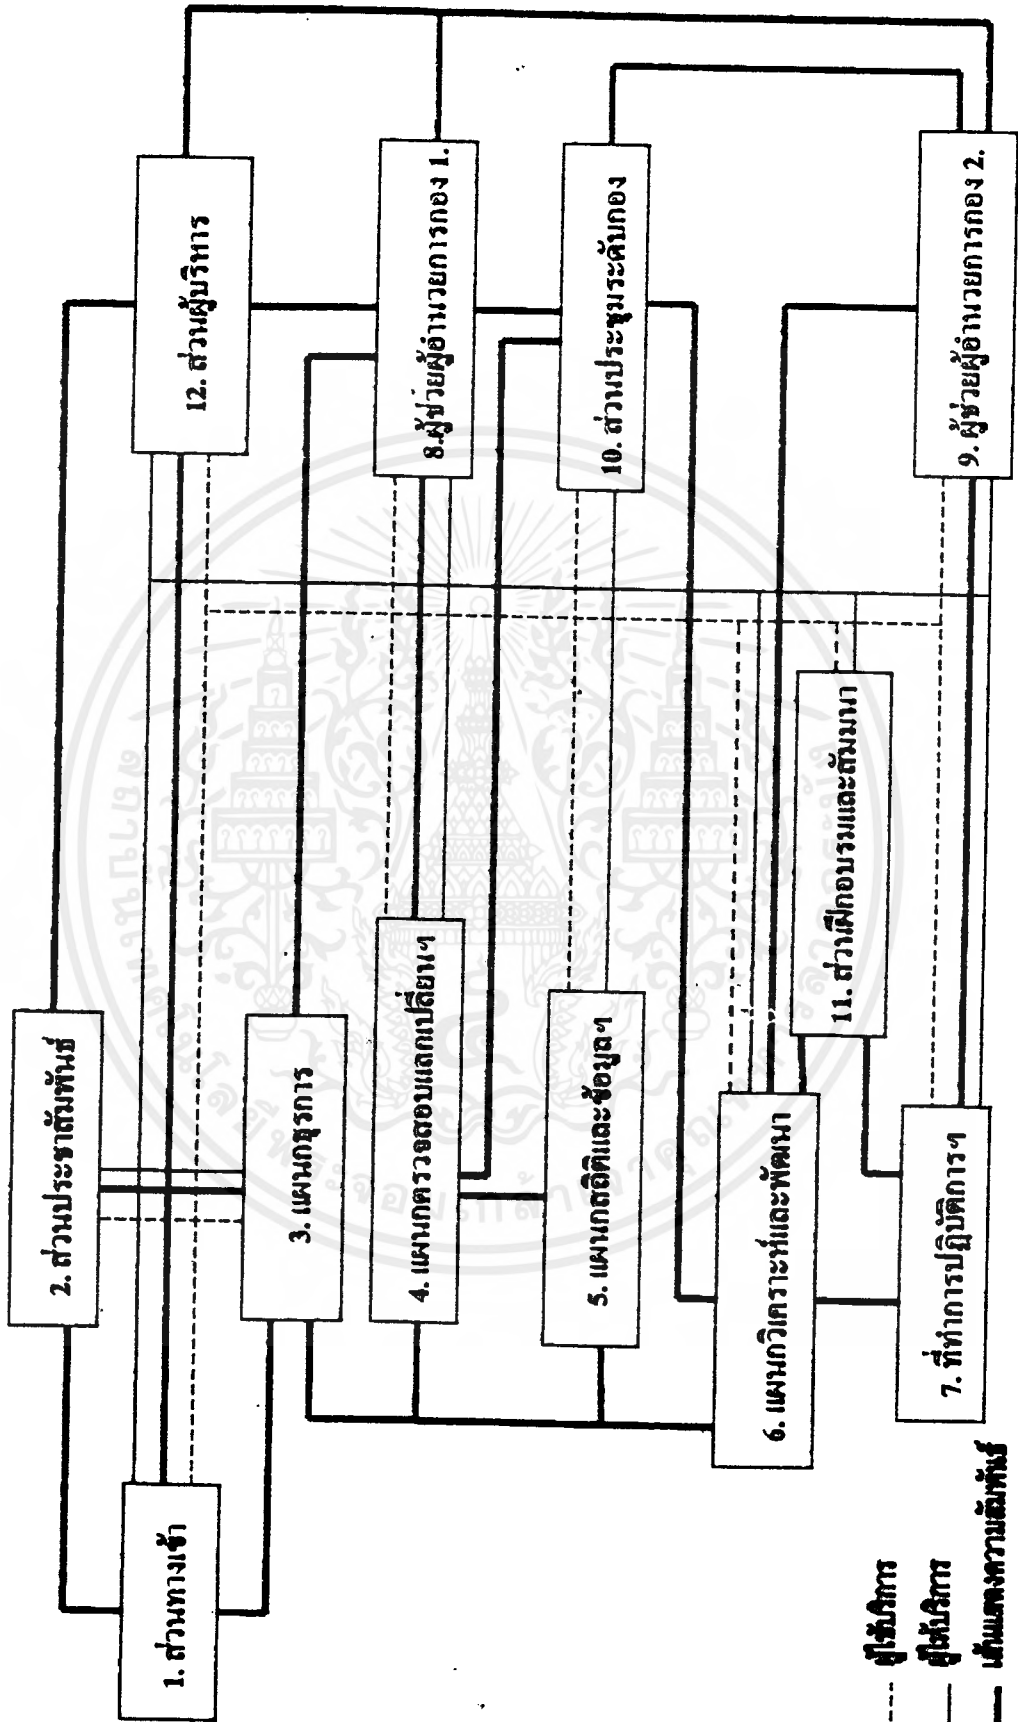 1. ส่วนทางเข้า
2. ส่วนประชาสัมพันธ์
3. แผนกธุรการ
4. แผนกตรวจสอบแลกเปลี่ยนฯ
5. แผนกสถิติและข้อมูลฯ
6. แผนกวิเคราะห์และพัฒนา
7. ที่ทำการปฏิบัติการฯ
11. ส่วนฝึกอบรมและสัมมนา
12. ส่วนผู้บริหาร
8.ผู้ช่วยผู้อำนวยการกอง 1.
10. ส่วนประชุมระดับกอง
9. ผู้ช่วยผู้อำนวยการกอง 2.
ผู้ใช้บริการ
ผู้ให้บริการ
เส้นแสดงความสัมพันธ์